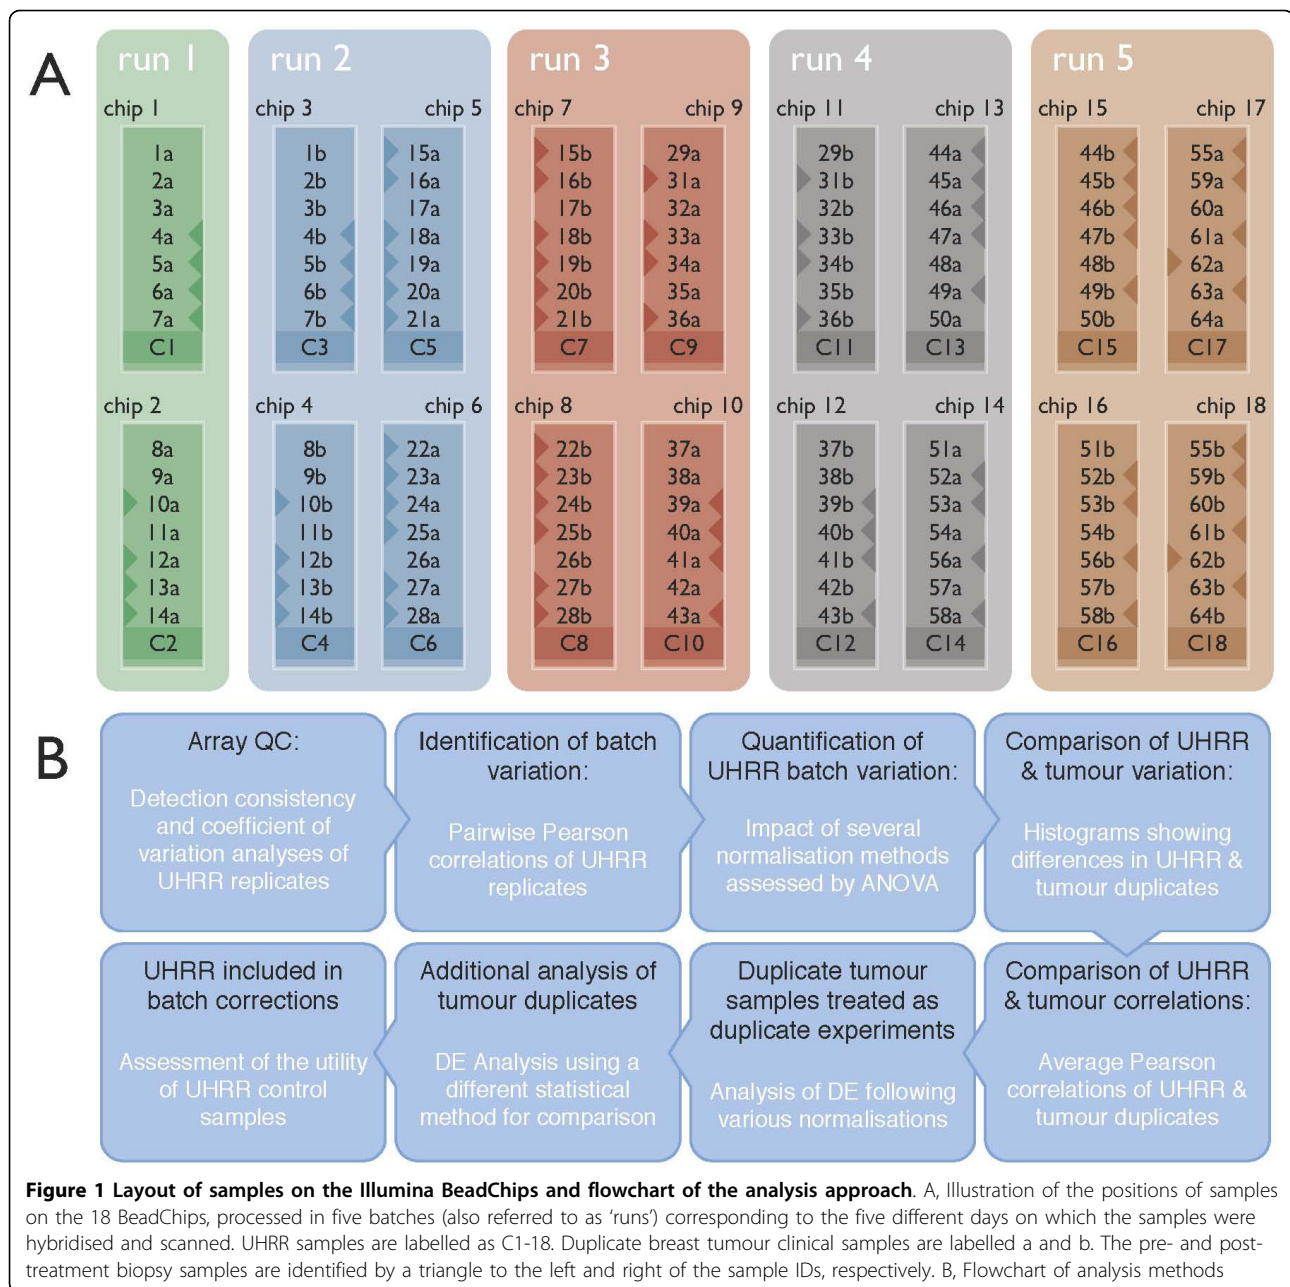 A
run 1
run 2
run 3
run 4
run 5
chip 1
chip 3
chip 5
chip 7
chip 9
chip 11
chip 13
chip 15
chip 17
1a 1b 15a 15b 29a 29b 44a 44b 55a
2a 2b 16a 16b 31a 31b 45a 45b 59a
3a 3b 17a 17b 32a 32b 46a 46b 60a
4a 4b 18a 18b 33a 33b 47a 47b 61a
5a 5b 19a 19b 34a 34b 48a 48b 62a
6a 6b 20a 20b 35a 35b 49a 49b 63a
7a 7b 21a 21b 36a 36b 50a 50b 64a
C1 C3 C5 C7 C9 C11 C13 C15 C17
chip 2
chip 4
chip 6
chip 8
chip 10
chip 12
chip 14
chip 16
chip 18
8a 8b 22a 22b 37a 37b 51a 51b 55b
9a 9b 23a 23b 38a 38b 52a 52b 59b
10a 10b 24a 24b 39a 39b 53a 53b 60b
11a 11b 25a 25b 40a 40b 54a 54b 61b
12a 12b 26a 26b 41a 41b 56a 56b 62b
13a 13b 27a 27b 42a 42b 57a 57b 63b
14a 14b 28a 28b 43a 43b 58a 58b 64b
C2 C4 C6 C8 C10 C12 C14 C16 C18
B
Array QC:
Detection consistency
and coefficient of
variation analyses of
UHRR replicates
Identification of batch
variation:
Pairwise Pearson
correlations of UHRR
replicates
Quantification of
UHRR batch variation:
Impact of several
normalisation methods
assessed by ANOVA
Comparison of UHRR
& tumour variation:
Histograms showing
differences in UHRR &
tumour duplicates
UHRR included in
batch corrections
Assessment of the utility
of UHRR control
samples
Additional analysis of
tumour duplicates
DE Analysis using a
different statistical
method for comparison
Duplicate tumour
samples treated as
duplicate experiments
Analysis of DE following
various normalisations
Comparison of UHRR
& tumour correlations:
Average Pearson
correlations of UHRR &
tumour duplicates
Figure 1 Layout of samples on the Illumina BeadChips and flowchart of the analysis approach. A, Illustration of the positions of samples
on the 18 BeadChips, processed in five batches (also referred to as 'runs') corresponding to the five different days on which the samples were
hybridised and scanned. UHRR samples are labelled as C1-18. Duplicate breast tumour clinical samples are labelled a and b. The pre- and post-
treatment biopsy samples are identified by a triangle to the left and right of the sample IDs, respectively. B, Flowchart of analysis methods